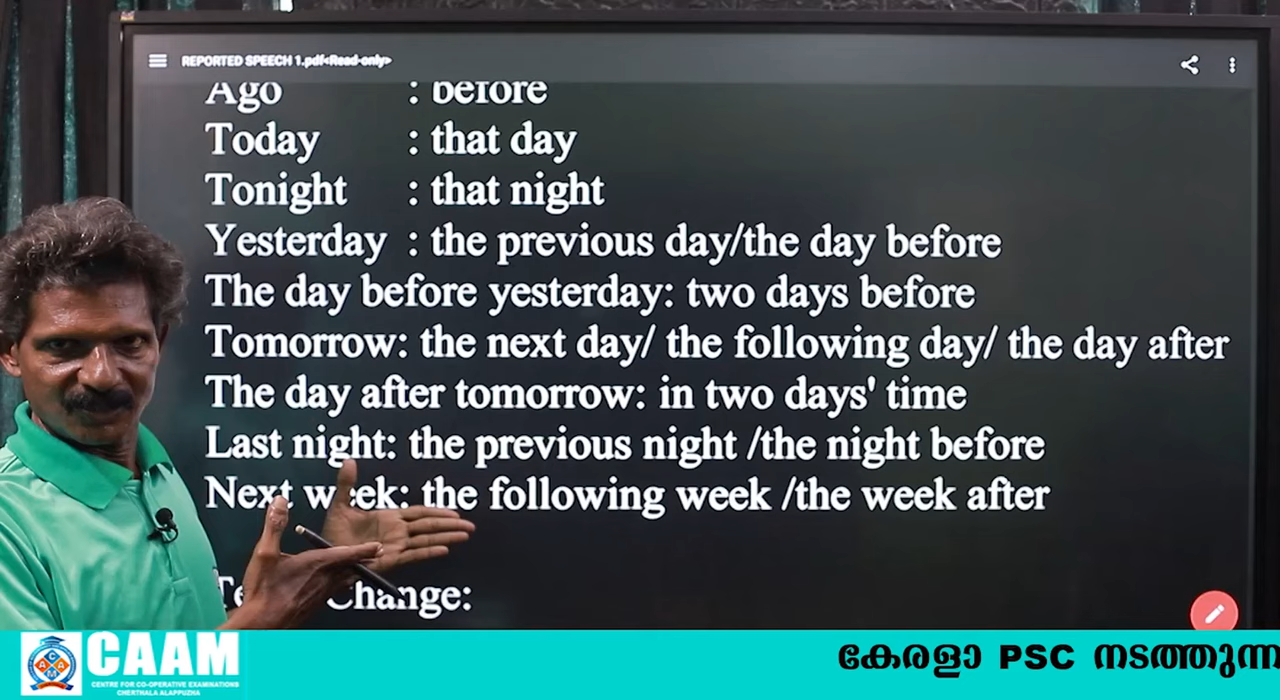 REPORTED SPEECH 1.pdf<Read-only>
Ago : before
Today : that day
Tonight : that night
Yesterday : the previous day/the day before
The day before yesterday: two days before
Tomorrow: the next day/ the following day/ the day after
The day after tomorrow: in two days' time
Last night: the previous night /the night before
Next week: the following week /the week after
Change:
CAAM
CENTRE FOR CO-OPERATIVE EXAMINATIONS
CHERTHALA ALAPPUZHA
കേരളാ PSC നടത്തുന്ന